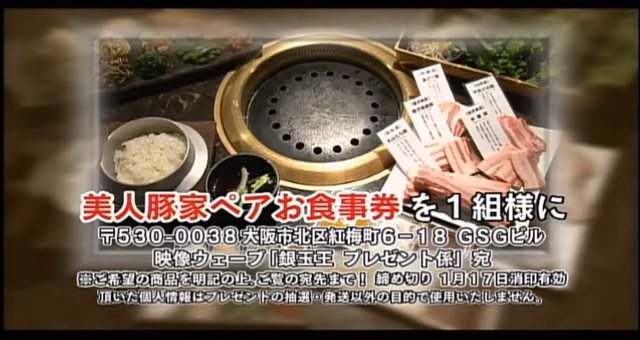 美人豚家ペアお食事券を1組様に
〒530-0038 大阪市北区紅梅町6-18 GSGビル
映像ウェーブ「銀玉王 プレゼント係」宛
※ご希望の商品を明記の上、ご覧の宛先まで! 締め切り 1月17日消印有効
頂いた個人情報はプレゼントの抽選・発送以外の目的で使用いたしません。